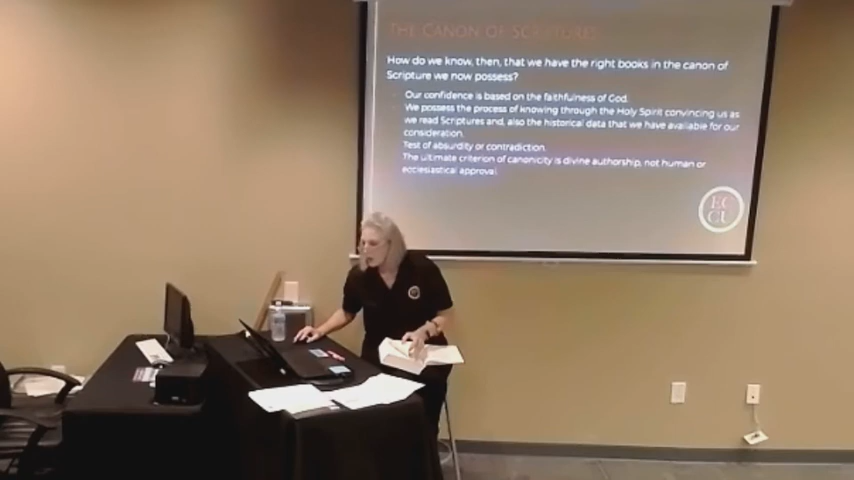 THE CANON OF SCRIPTURES
How do we know, then, that we have the right books in the canon of
Scripture we now possess?
Our confidence is based on the faithfulness of God.
We possess the process of knowing through the Holy Spirit convincing us as
we read Scriptures and, also the historical data that we have available for our
consideration.
Test of absurdity or contradiction.
The ultimate criterion of canonicity is divine authorship, not human or
ecclesiastical approval.
EC
CU